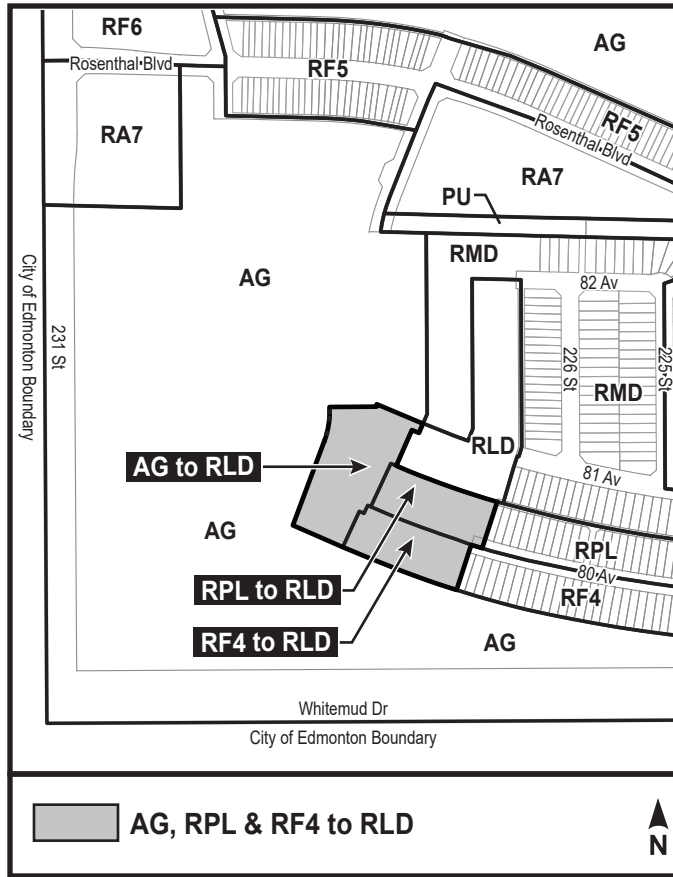 RF6
AG
Rosenthal Blvd
RF5
RF5
Rosenthal Blvd
RA7
RA7
PU
RMD
AG
82 Av
City of Edmonton Boundary
231 St
226 St
225 St
RMD
RLD
AG to RLD
81 Av
AG
RPL
80 Av
RPL to RLD
RF4
RF4 to RLD
AG
Whitemud Dr
City of Edmonton Boundary
AG, RPL & RF4 to RLD
N